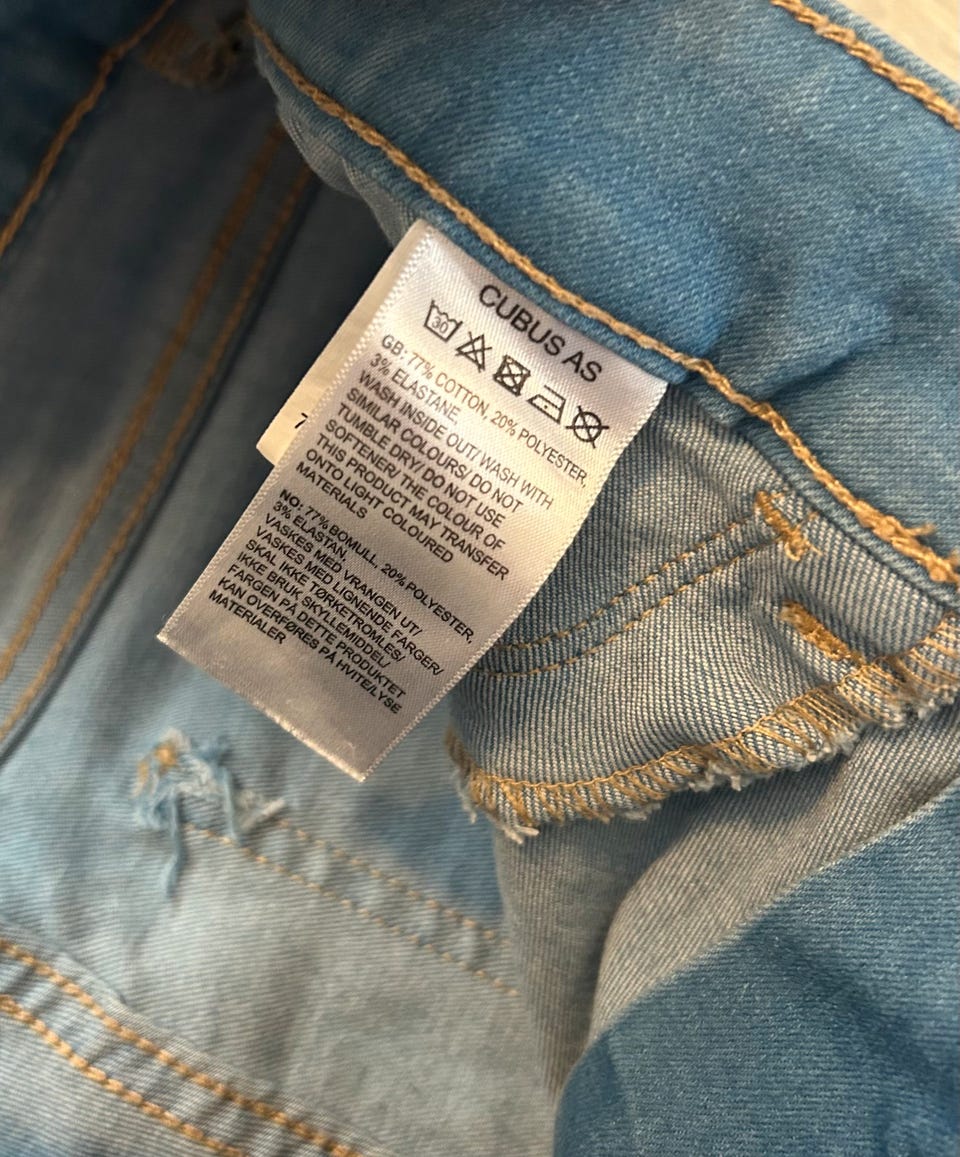 CUBUS AS
30
GB: 77% COTTON, 20% POLYESTER,
3% ELASTANE
WASH INSIDE OUT/ WASH WITH
SIMILAR COLOURS/ DO NOT
TUMBLE DRY/ DO NOT USE
SOFTENER/ THE COLOUR OF
THIS PRODUCT MAY TRANSFER
ONTO LIGHT COLOURED
MATERIALS
NO: 77% BOMULL, 20% POLYESTER,
3% ELASTAN.
VASKES MED VRANGEN UT/
VASKES MED LIGNENDE FARGER/
SKAL IKKE TØRKETROMLES/
IKKE BRUK SKYLLEMIDDEL/
FARGEN PÅ DETTE PRODUKTET
KAN OVERFØRES PÅ HVITE/LYSE
MATERIALER
7